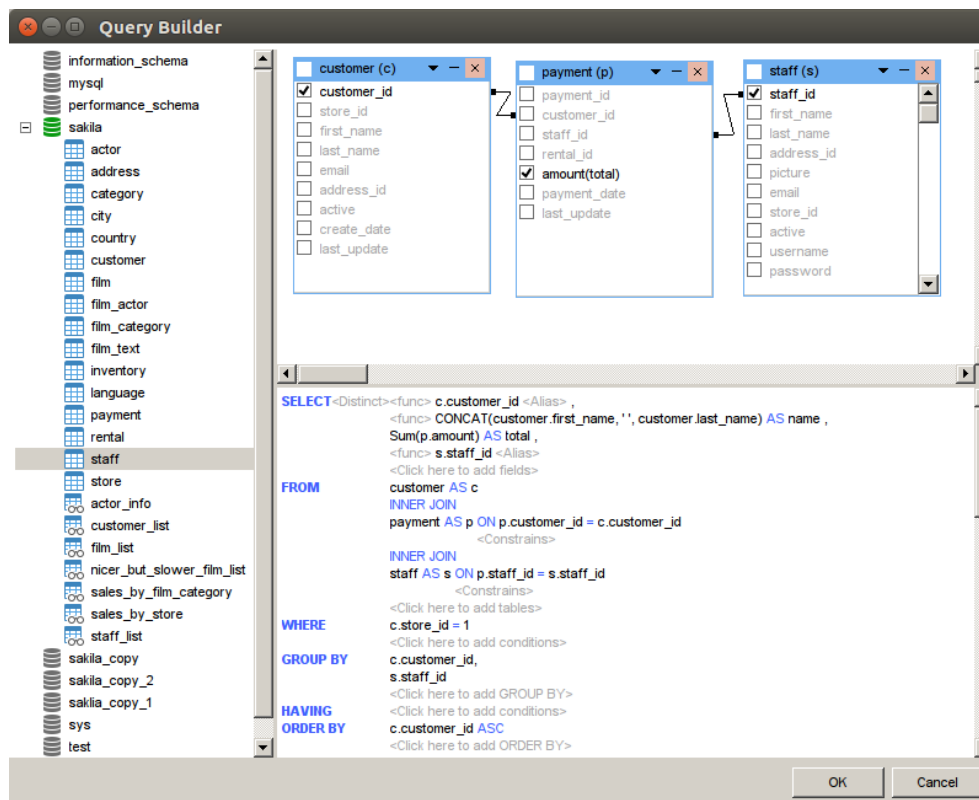 Query Builder
information_schema
mysql
performance_schema
sakila
actor
address
category
city
country
customer
film
film_actor
film_category
film_text
inventory
language
payment
rental
staff
store
actor_info
customer_list
film_list
nicer_but_slower_film_list
sales_by_film_category
sales_by_store
staff_list
sakila_copy
sakila_copy_2
saklia_copy_1
sys
test
customer (c)
customer_id
store_id
first_name
last_name
email
address_id
active
create_date
last_update
payment (p)
payment_id
customer_id
staff_id
rental_id
amount(total)
payment_date
last_update
staff (s)
staff_id
first_name
last_name
address_id
picture
email
store_id
active
username
password
SELECT <Distinct> <func> c.customer_id <Alias> ,
<func> CONCAT(customer.first_name, ' ', customer.last_name) AS name ,
Sum(p.amount) AS total ,
<func> s.staff_id <Alias>
<Click here to add fields>
FROM customer AS c
INNER JOIN
payment AS p ON p.customer_id = c.customer_id
<Constrains>
INNER JOIN
staff AS s ON p.staff_id = s.staff_id
<Constrains>
<Click here to add tables>
WHERE c.store_id = 1
<Click here to add conditions>
GROUP BY c.customer_id,
s.staff_id
<Click here to add GROUP BY>
HAVING <Click here to add conditions>
ORDER BY c.customer_id ASC
<Click here to add ORDER BY>
OK Cancel